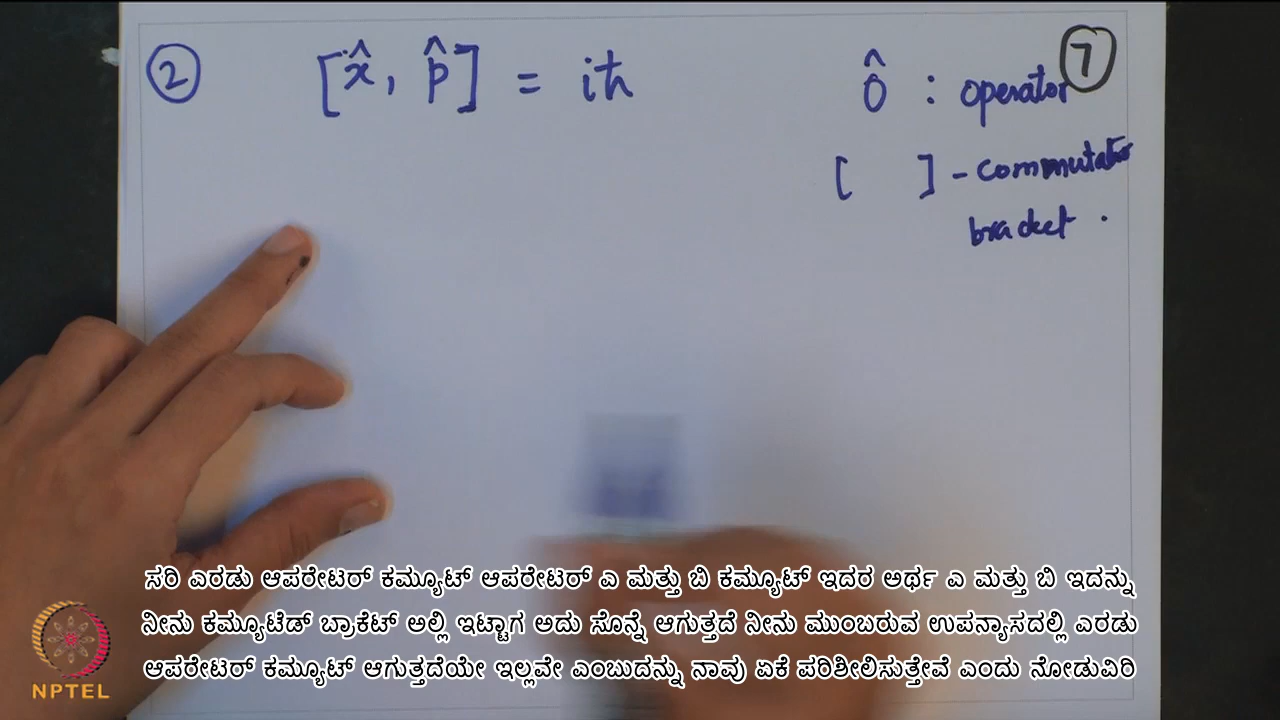 ② [x̂, p̂] = iħ
ô : operator
⑦
[ ] - commutator
bracket .
ಸರಿ ಎರಡು ಆಪರೇಟರ್ ಕಮ್ಯೂಟ್ ಆಪರೇಟರ್ ಎ ಮತ್ತು ಬಿ ಕಮ್ಯೂಟ್ ಇದರ ಅರ್ಥ ಎ ಮತ್ತು ಬಿ ಇದನ್ನು
ನೀನು ಕಮ್ಯೂಟೆಡ್ ಬ್ರಾಕೆಟ್ ಅಲ್ಲಿ ಇಟ್ಟಾಗ ಅದು ಸೊನ್ನೆ ಆಗುತ್ತದೆ ನೀನು ಮುಂಬರುವ ಉಪನ್ಯಾಸದಲ್ಲಿ ಎರಡು
ಆಪರೇಟರ್ ಕಮ್ಯೂಟ್ ಆಗುತ್ತದೆಯೇ ಇಲ್ಲವೇ ಎಂಬುದನ್ನು ನಾವು ಏಕೆ ಪರಿಶೀಲಿಸುತ್ತೇವೆ ಎಂದು ನೋಡುವಿರಿ
NPTEL